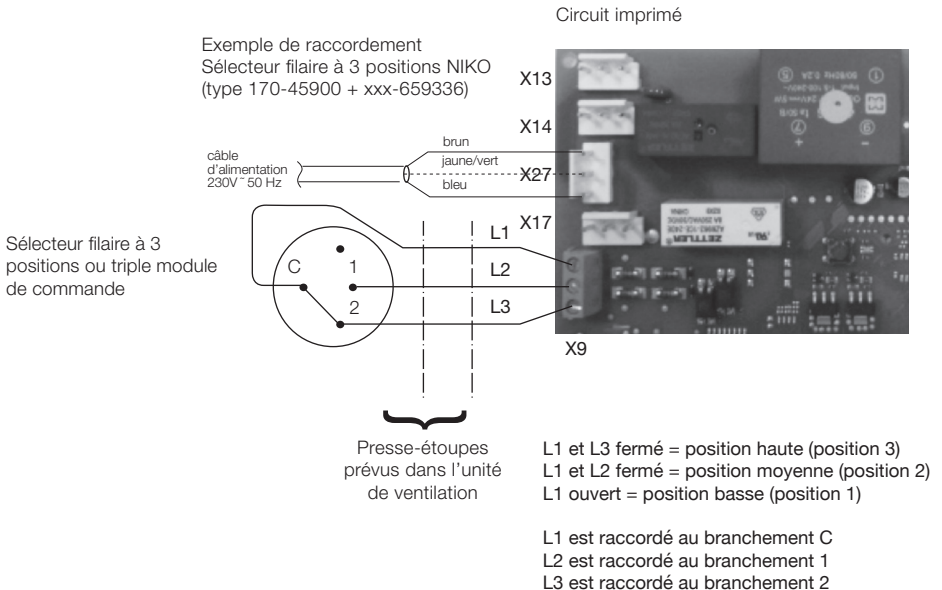 Circuit imprimé
Exemple de raccordement
Sélecteur filaire à 3 positions NIKO
(type 170-45900 + xxx-659336)
X13
X14
brun
jaune/vert
X27
bleu
câble
d'alimentation
230V~50 Hz
X17
L1
L2
L3
Sélecteur filaire à 3
positions ou triple module
de commande
C
1
2
X9
ZETTLER
Presse-étoupes
prévus dans l'unité
de ventilation
L1 et L3 fermé = position haute (position 3)
L1 et L2 fermé = position moyenne (position 2)
L1 ouvert = position basse (position 1)
L1 est raccordé au branchement C
L2 est raccordé au branchement 1
L3 est raccordé au branchement 2